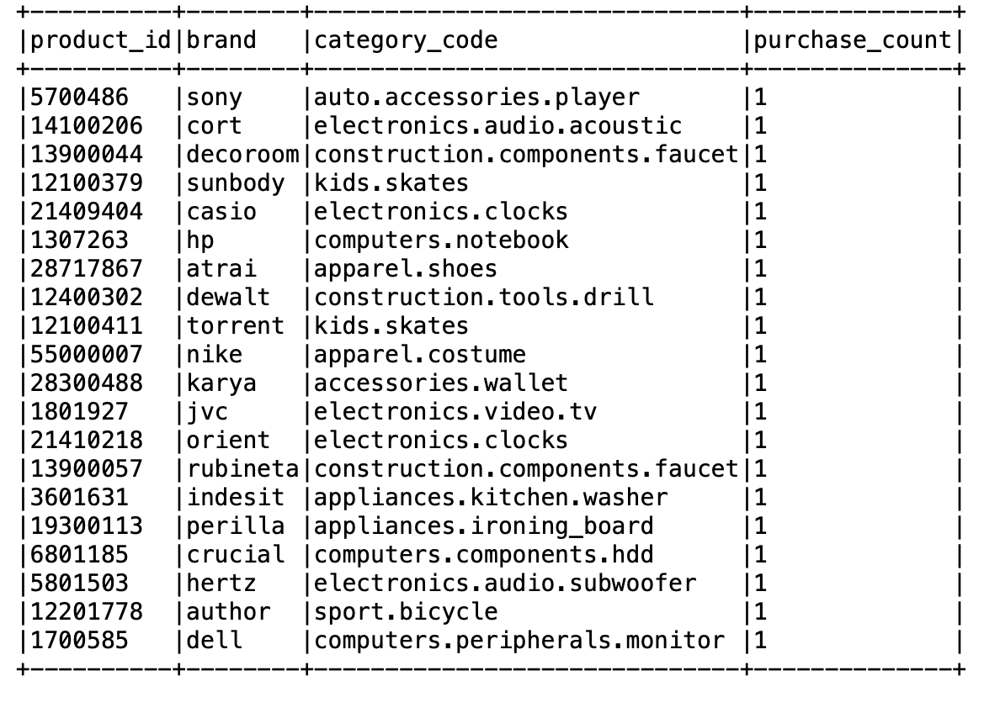 +----------+--------+------------------------------+--------------+
|product_id|brand   |category_code                 |purchase_count|
+----------+--------+------------------------------+--------------+
|5700486   |sony    |auto.accessories.player       |1             |
|14100206  |cort    |electronics.audio.acoustic    |1             |
|13900044  |decoroom|construction.components.faucet|1             |
|12100379  |sunbody |kids.skates                   |1             |
|21409404  |casio   |electronics.clocks            |1             |
|1307263   |hp      |computers.notebook            |1             |
|28717867  |atrai   |apparel.shoes                 |1             |
|12400302  |dewalt  |construction.tools.drill      |1             |
|12100411  |torrent |kids.skates                   |1             |
|55000007  |nike    |apparel.costume               |1             |
|28300488  |karya   |accessories.wallet            |1             |
|1801927   |jvc     |electronics.video.tv          |1             |
|21410218  |orient  |electronics.clocks            |1             |
|13900057  |rubineta|construction.components.faucet|1             |
|3601631   |indesit |appliances.kitchen.washer     |1             |
|19300113  |perilla |appliances.ironing_board      |1             |
|6801185   |crucial |computers.components.hdd      |1             |
|5801503   |hertz   |electronics.audio.subwoofer   |1             |
|12201778  |author  |sport.bicycle                 |1             |
|1700585   |dell    |computers.peripherals.monitor |1             |
+----------+--------+------------------------------+--------------+